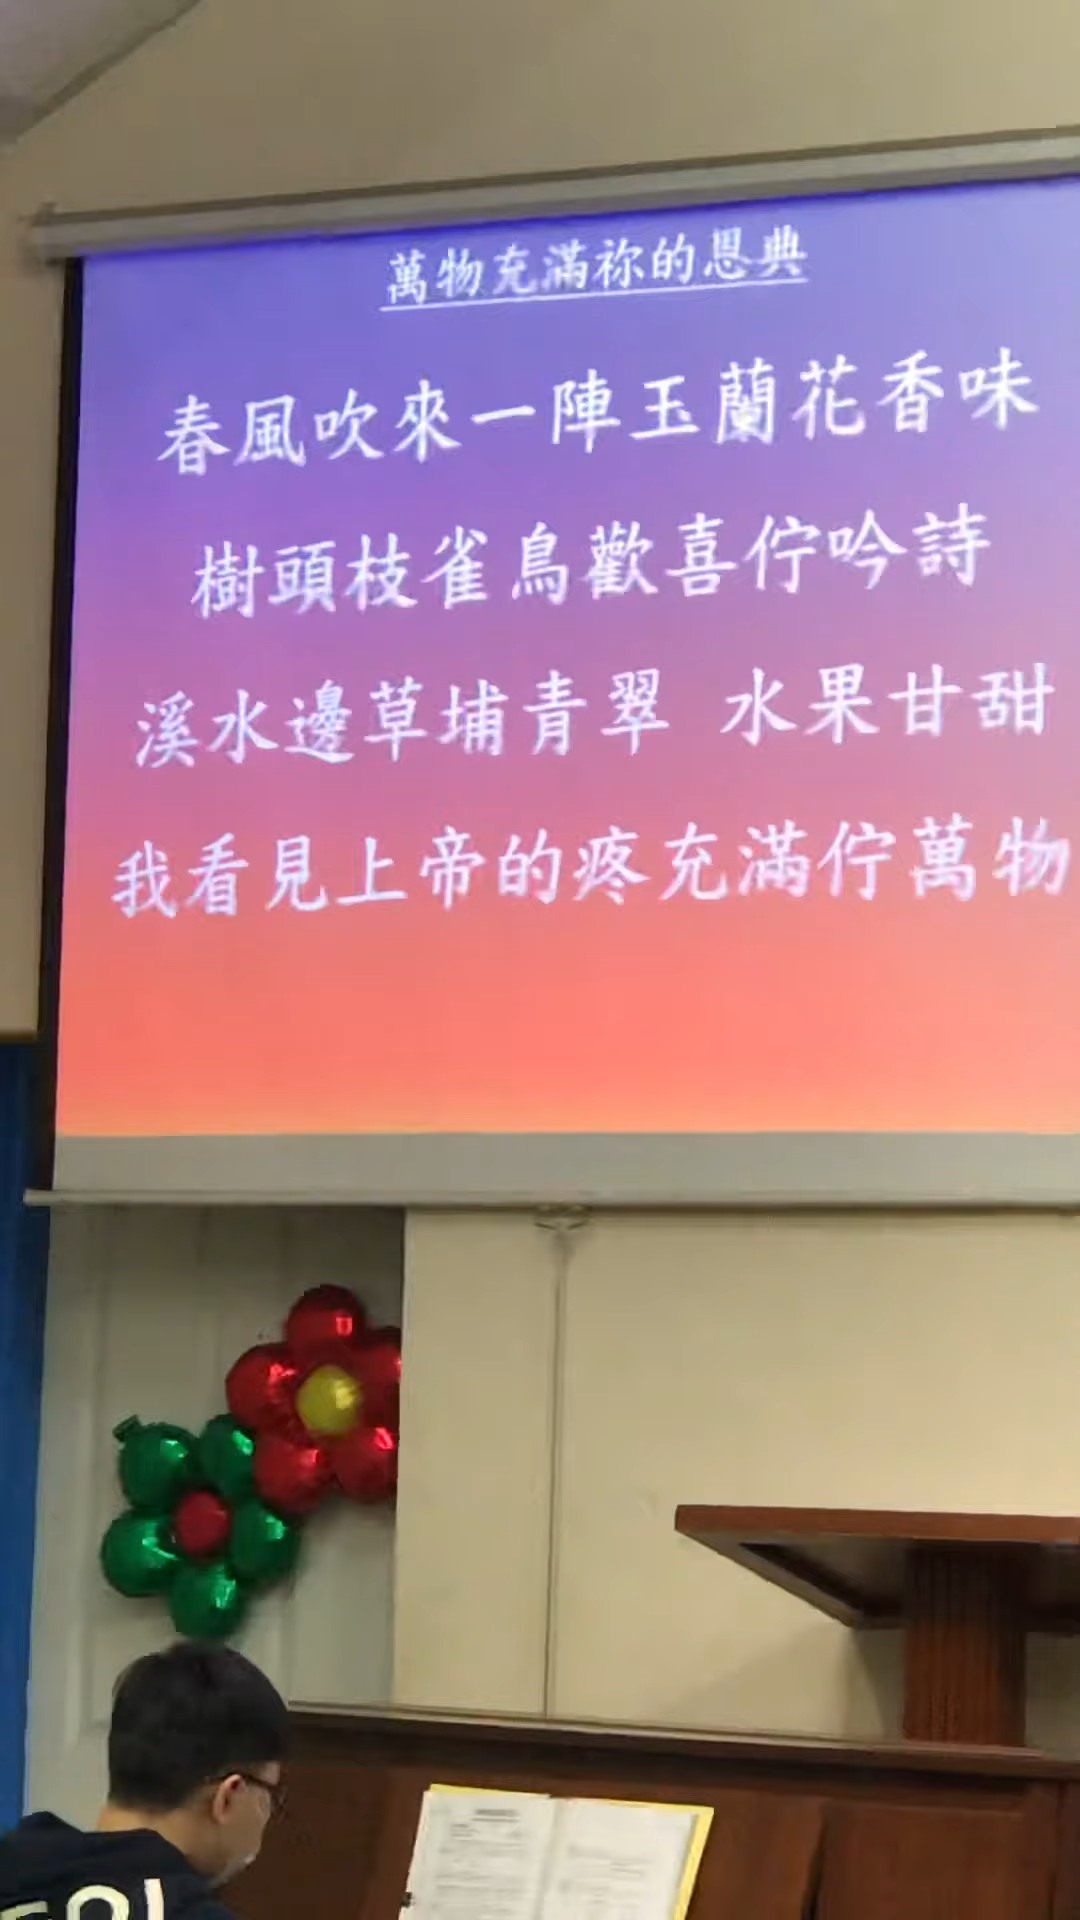 萬物充滿祢的恩典
春風吹來一陣玉蘭花香味
樹頭枝雀鳥歡喜佇吟詩
溪水邊草埔青翠 水果甘甜
我看見上帝的疼充滿佇萬物